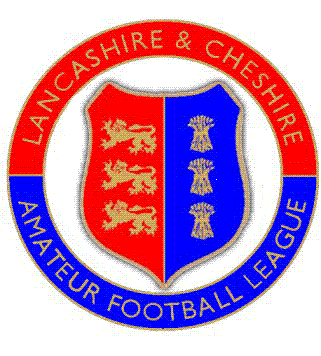 LANCASHIRE & CHESHIRE
AMATEUR FOOTBALL LEAGUE